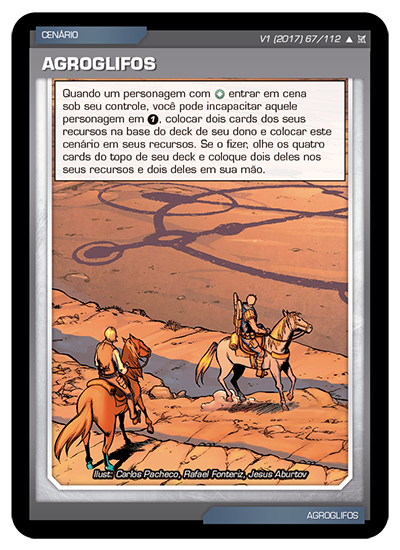 CENÁRIO
V1 (2017) 67/112
AGROGLIFOS
Quando um personagem com entrar em cena
sob seu controle, você pode incapacitar aquele
personagem em 1, colocar dois cards dos seus
recursos na base do deck de seu dono e colocar este
cenário em seus recursos. Se o fizer, olhe os quatro
cards do topo de seu deck e coloque dois deles nos
seus recursos e dois deles em sua mão.
Ilust: Carlos Pacheco, Rafael Fonteriz, Jesus Aburtov
AGROGLIFOS